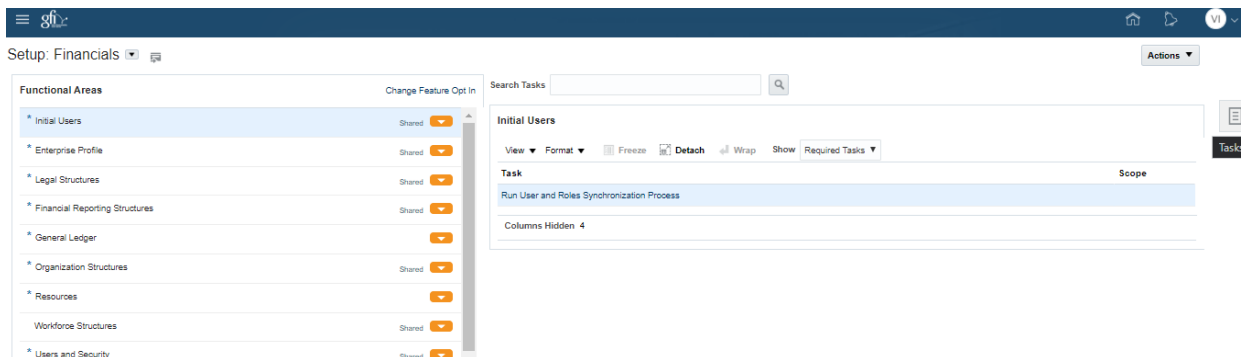 gfi
VI
Setup: Financials
Actions
Functional Areas
Change Feature Opt In
* Initial Users
Shared
* Enterprise Profile
Shared
* Legal Structures
Shared
* Financial Reporting Structures
Shared
* General Ledger
* Organization Structures
Shared
* Resources
Workforce Structures
Shared
* Users and Security
Shared
Search Tasks
Initial Users
View Format Freeze Detach Wrap Show Required Tasks
Task Scope
Run User and Roles Synchronization Process
Columns Hidden 4
Tasks